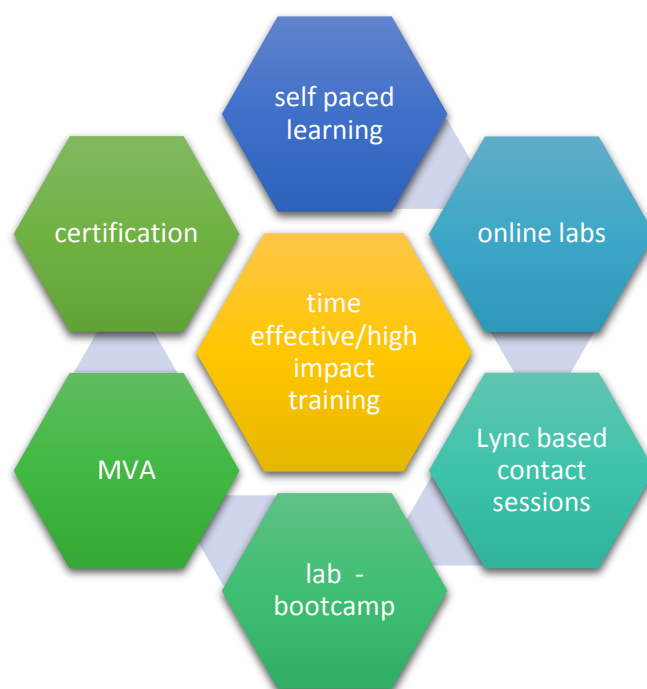 self paced
learning
certification
online labs
time
effective/high
impact
training
MVA
Lync based
contact
sessions
lab  -
bootcamp